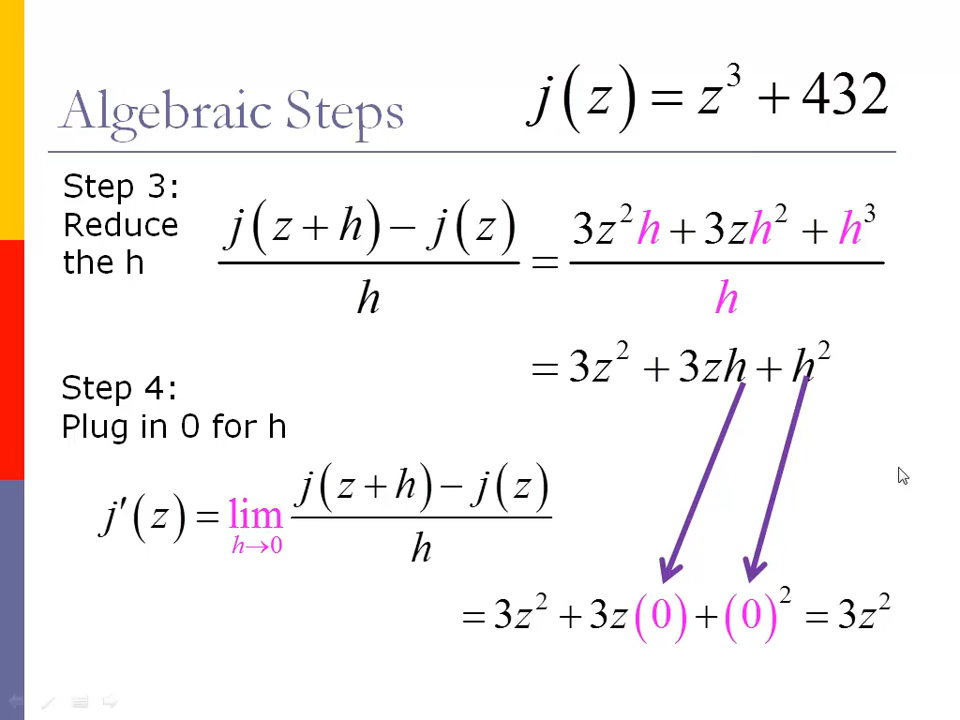 Algebraic Steps
j(z) = z³ + 432
Step 3:
Reduce
the h
(j(z + h) − j(z)) / h = (3z²h + 3zh² + h³) / h
= 3z² + 3zh + h²
Step 4:
Plug in 0 for h
j′(z) = lim h→0 (j(z + h) − j(z)) / h
= 3z² + 3z(0) + (0)² = 3z²